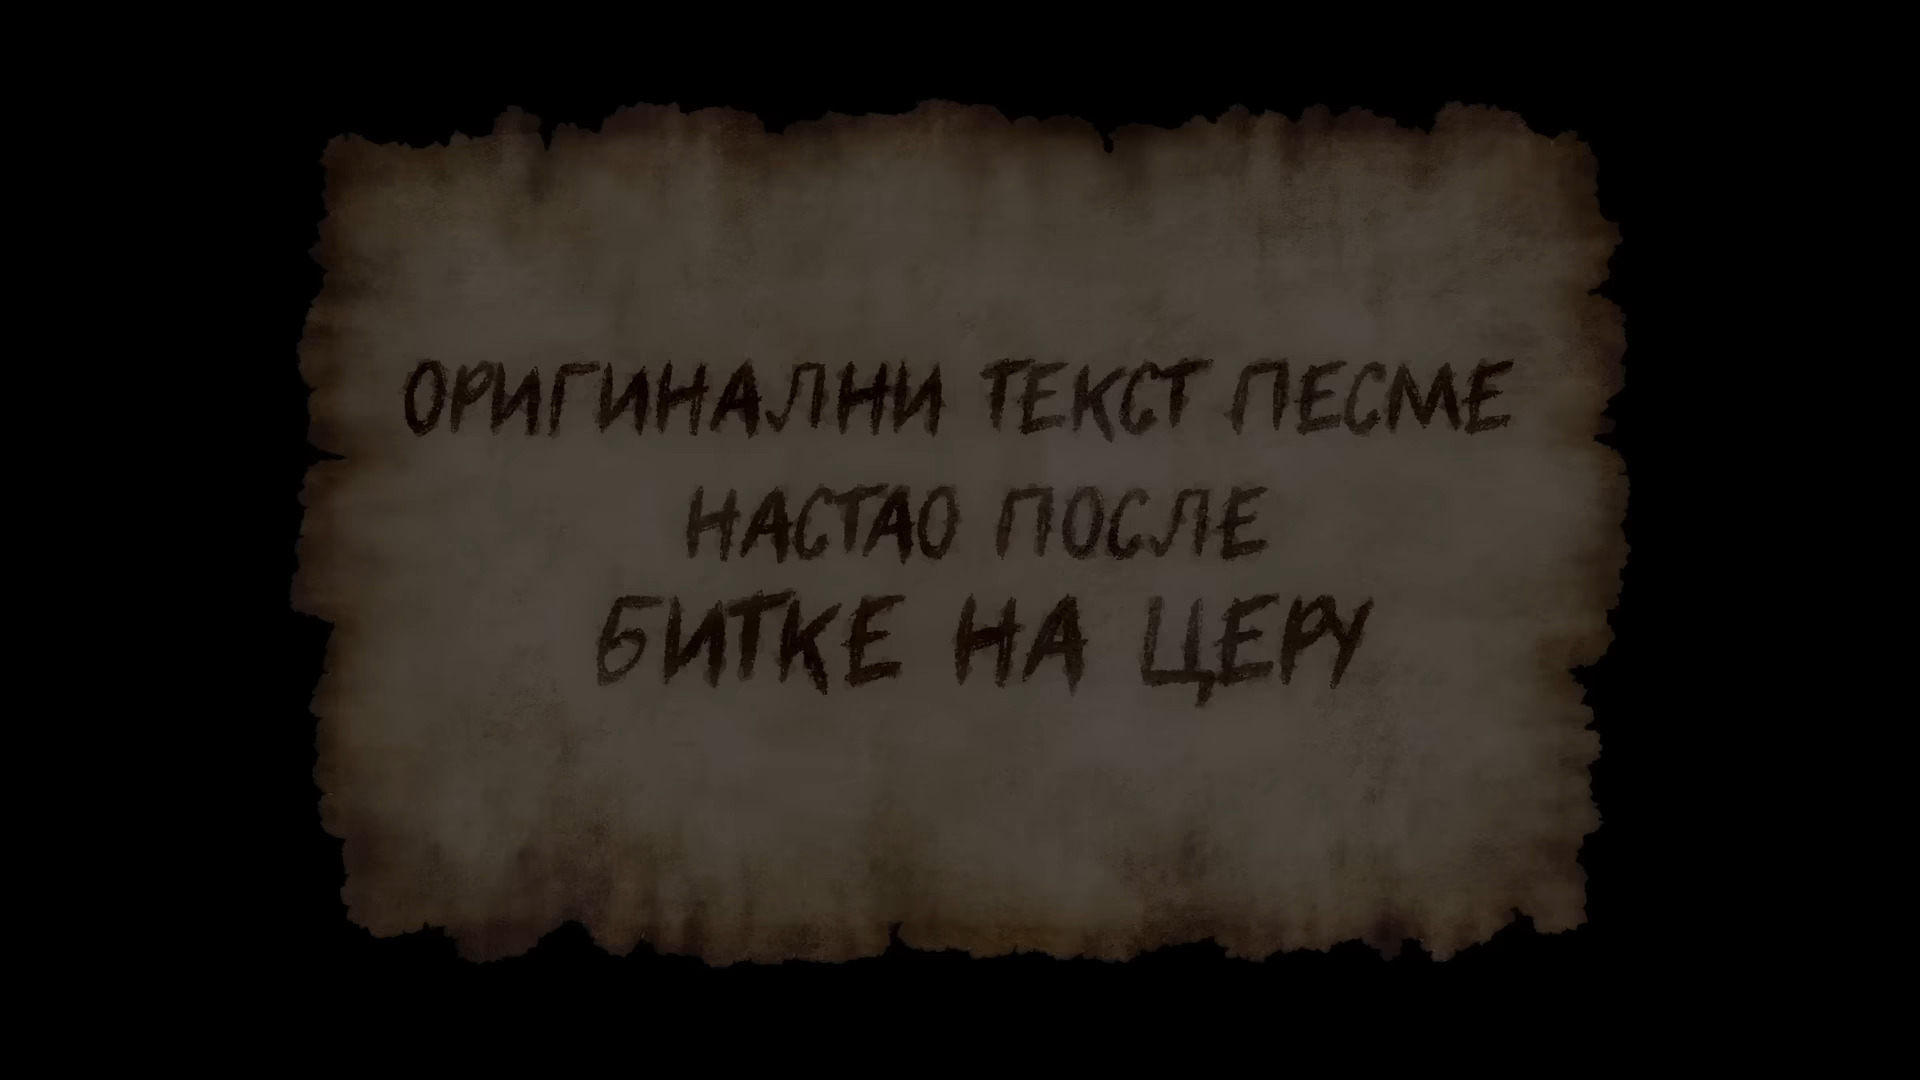 ОРИГИНАЛНИ ТЕКСТ ПЕСМЕ
НАСТАО ПОСЛЕ
БИТКЕ НА ЦЕРУ